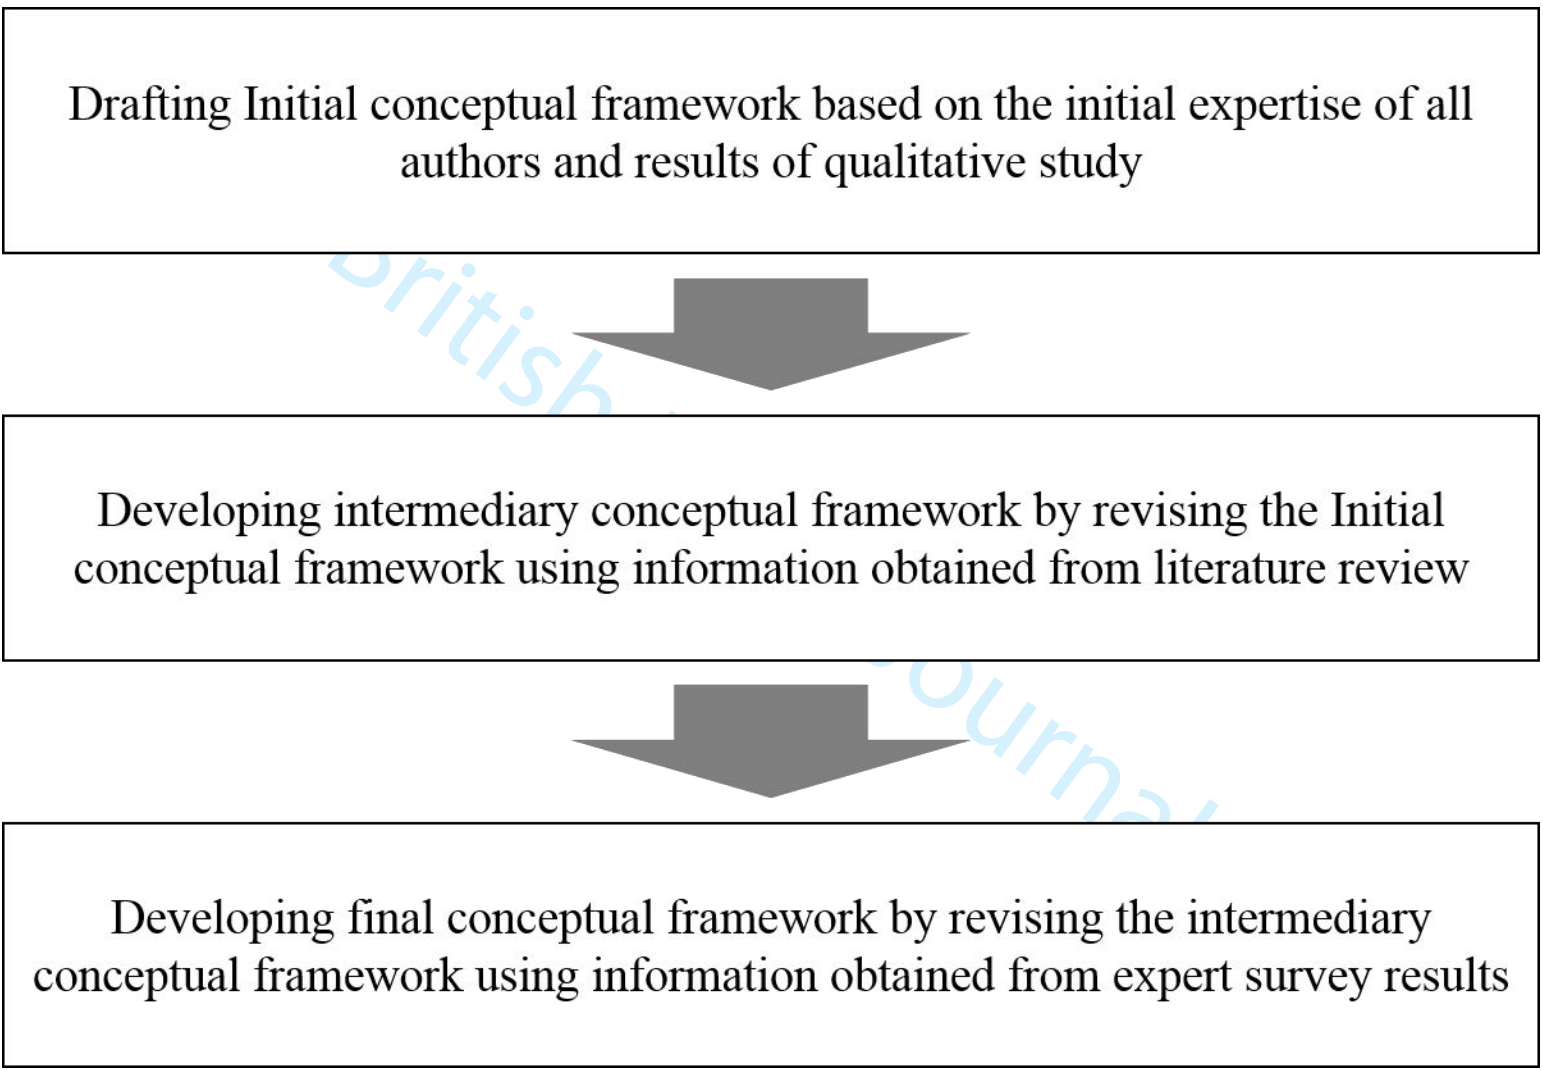 Drafting Initial conceptual framework based on the initial expertise of all
authors and results of qualitative study
British
Developing intermediary conceptual framework by revising the Initial
conceptual framework using information obtained from literature review
Journal
Developing final conceptual framework by revising the intermediary
conceptual framework using information obtained from expert survey results